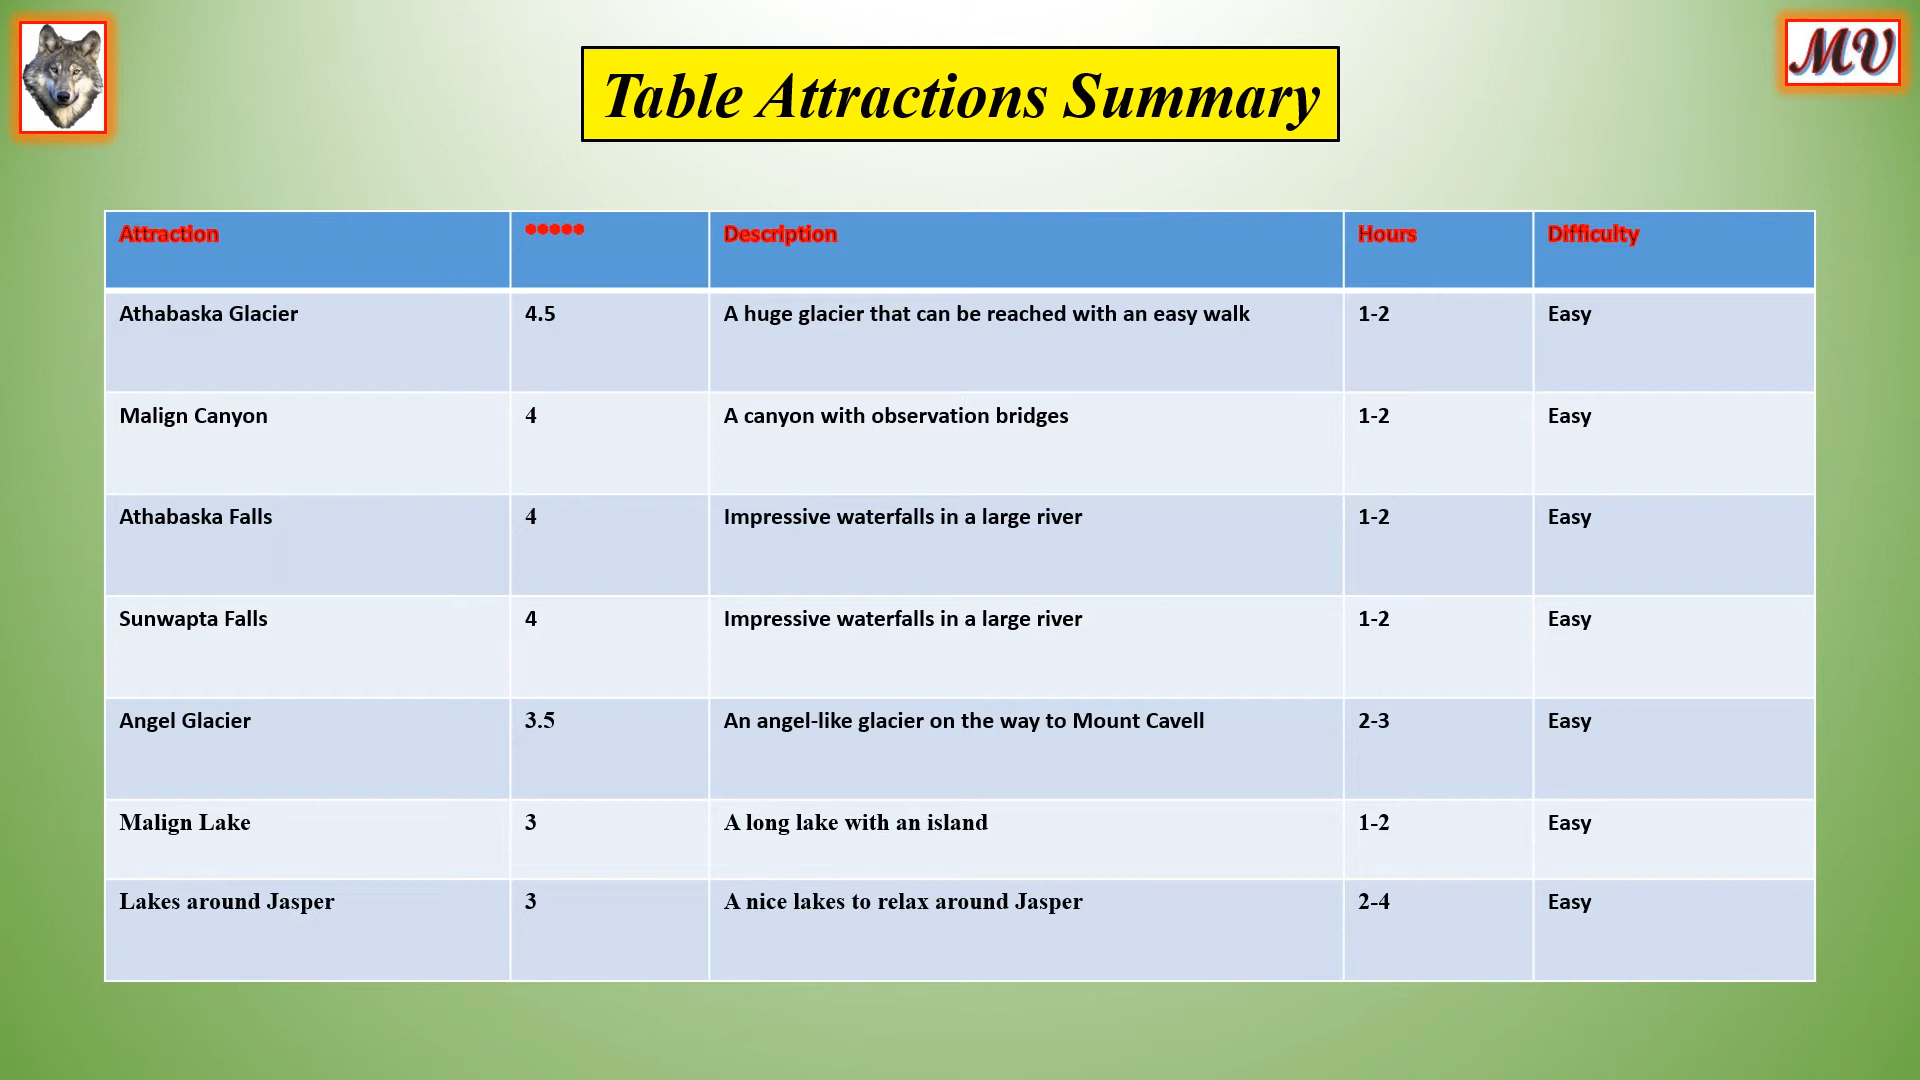 MV
Table Attractions Summary
Attraction ●●●●● Description Hours Difficulty
Athabaska Glacier 4.5 A huge glacier that can be reached with an easy walk 1-2 Easy
Malign Canyon 4 A canyon with observation bridges 1-2 Easy
Athabaska Falls 4 Impressive waterfalls in a large river 1-2 Easy
Sunwapta Falls 4 Impressive waterfalls in a large river 1-2 Easy
Angel Glacier 3.5 An angel-like glacier on the way to Mount Cavell 2-3 Easy
Malign Lake 3 A long lake with an island 1-2 Easy
Lakes around Jasper 3 A nice lakes to relax around Jasper 2-4 Easy